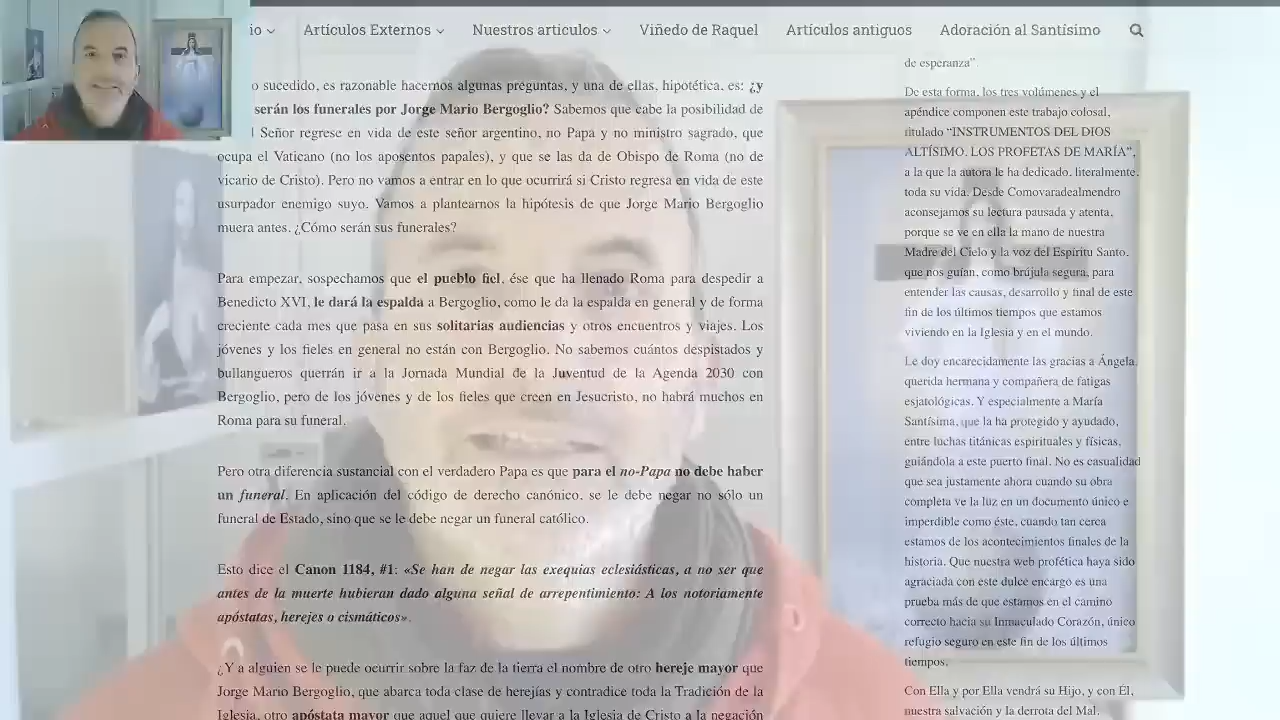 io
Artículos Externos
Nuestros articulos
Viñedo de Raquel
Artículos antiguos
Adoración al Santísimo
o sucedido, es razonable hacernos algunas preguntas, y una de ellas, hipotética, es: ¿y
serán los funerales por Jorge Mario Bergoglio? Sabemos que cabe la posibilidad de
l Señor regrese en vida de este señor argentino, no Papa y no ministro sagrado, que
ocupa el Vaticano (no los aposentos papales), y que se las da de Obispo de Roma (no de
vicario de Cristo). Pero no vamos a entrar en lo que ocurrirá si Cristo regresa en vida de este
usurpador enemigo suyo. Vamos a plantearnos la hipótesis de que Jorge Mario Bergoglio
muera antes. ¿Cómo serán sus funerales?
Para empezar, sospechamos que el pueblo fiel, ése que ha llenado Roma para despedir a
Benedicto XVI, le dará la espalda a Bergoglio, como le da la espalda en general y de forma
creciente cada mes que pasa en sus solitarias audiencias y otros encuentros y viajes. Los
jóvenes y los fieles en general no están con Bergoglio. No sabemos cuántos despistados y
bullangueros querrán ir a la Jornada Mundial de la Juventud de la Agenda 2030 con
Bergoglio, pero de los jóvenes y de los fieles que creen en Jesucristo, no habrá muchos en
Roma para su funeral.
Pero otra diferencia sustancial con el verdadero Papa es que para el no-Papa no debe haber
un funeral. En aplicación del código de derecho canónico, se le debe negar no sólo un
funeral de Estado, sino que se le debe negar un funeral católico.
Esto dice el Canon 1184, #1: «Se han de negar las exequias eclesiásticas, a no ser que
antes de la muerte hubieran dado alguna señal de arrepentimiento: A los notoriamente
apóstatas, herejes o cismáticos».
¿Y a alguien se le puede ocurrir sobre la faz de la tierra el nombre de otro hereje mayor que
Jorge Mario Bergoglio, que abarca toda clase de herejías y contradice toda la Tradición de la
Iglesia, otro apóstata mayor que aquel que quiere llevar a la Iglesia de Cristo a la negación
de esperanza”
De esta forma, los tres volúmenes y el
apéndice componen este trabajo colosal,
titulado “INSTRUMENTOS DEL DIOS
ALTÍSIMO. LOS PROFETAS DE MARÍA”,
a la que la autora le ha dedicado, literalmente,
toda su vida. Desde Comovaradealmendro
aconsejamos su lectura pausada y atenta,
porque se ve en ella la mano de nuestra
Madre del Cielo y la voz del Espíritu Santo,
que nos guían, como brújula segura, para
entender las causas, desarrollo y final de este
fin de los últimos tiempos que estamos
viviendo en la Iglesia y en el mundo.
Le doy encarecidamente las gracias a Ángela,
querida hermana y compañera de fatigas
esjatológicas. Y especialmente a María
Santísima, que la ha protegido y ayudado,
entre luchas titánicas espirituales y físicas,
guiándola a este puerto final. No es casualidad
que sea justamente ahora cuando su obra
completa ve la luz en un documento único e
imperdible como éste, cuando tan cerca
estamos de los acontecimientos finales de la
historia. Que nuestra web profética haya sido
agraciada con este dulce encargo es una
prueba más de que estamos en el camino
correcto hacia su Inmaculado Corazón, único
refugio seguro en este fin de los últimos
tiempos.
Con Ella y por Ella vendrá su Hijo, y con Él,
nuestra salvación y la derrota del Mal.